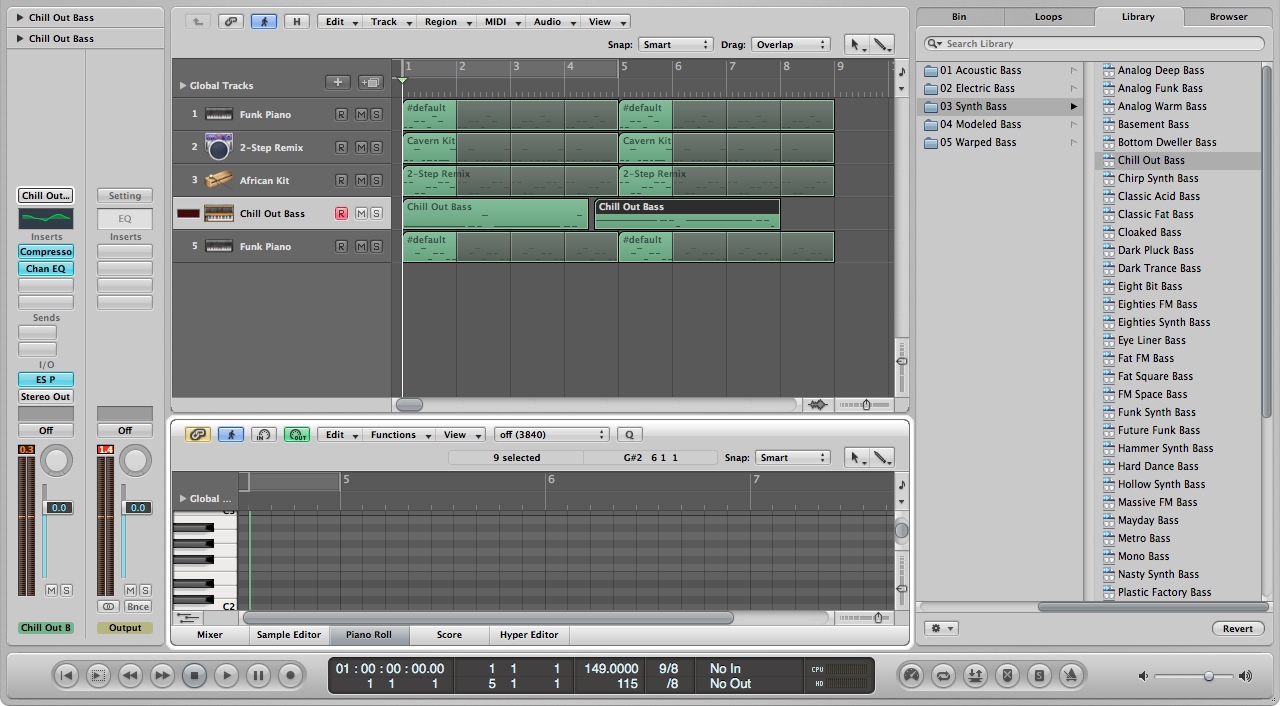 Chill Out Bass
Chill Out Bass
Chill Out...
Setting
EQ
Inserts
Inserts
Compresso
Chan EQ
Sends
I/O
ES P
Stereo Out
Off
Off
0.3
1.4
0.0
0.0
M S
M S
Bnce
Chill Out B
Output
H
Edit
Track
Region
MIDI
Audio
View
Snap:
Smart
Drag:
Overlap
Global Tracks
1 2 3 4 5 6 7 8 9
1 Funk Piano R M S
#default
#default
2 2-Step Remix R M S
Cavern Kit
Cavern Kit
3 African Kit R M S
2-Step Remix
2-Step Remix
Chill Out Bass R M S
Chill Out Bass
Chill Out Bass
5 Funk Piano R M S
#default
#default
IN
OUT
Edit
Functions
View
off (3840)
Q
9 selected
G#2 6 1 1
Snap:
Smart
Global ...
5 6 7
C3
C2
Mixer
Sample Editor
Piano Roll
Score
Hyper Editor
Bin
Loops
Library
Browser
Search Library
01 Acoustic Bass
02 Electric Bass
03 Synth Bass
04 Modeled Bass
05 Warped Bass
Analog Deep Bass
Analog Funk Bass
Analog Warm Bass
Basement Bass
Bottom Dweller Bass
Chill Out Bass
Chirp Synth Bass
Classic Acid Bass
Classic Fat Bass
Cloaked Bass
Dark Pluck Bass
Dark Trance Bass
Eight Bit Bass
Eighties FM Bass
Eighties Synth Bass
Eye Liner Bass
Fat FM Bass
Fat Square Bass
FM Space Bass
Funk Synth Bass
Future Funk Bass
Hammer Synth Bass
Hard Dance Bass
Hollow Synth Bass
Massive FM Bass
Mayday Bass
Metro Bass
Mono Bass
Nasty Synth Bass
Plastic Factory Bass
Revert
01 : 00 : 00 : 00.00
1 1 1
1 1 1
5 1 1
149.0000
115
9/8
/8
No In
No Out
CPU
HD
S